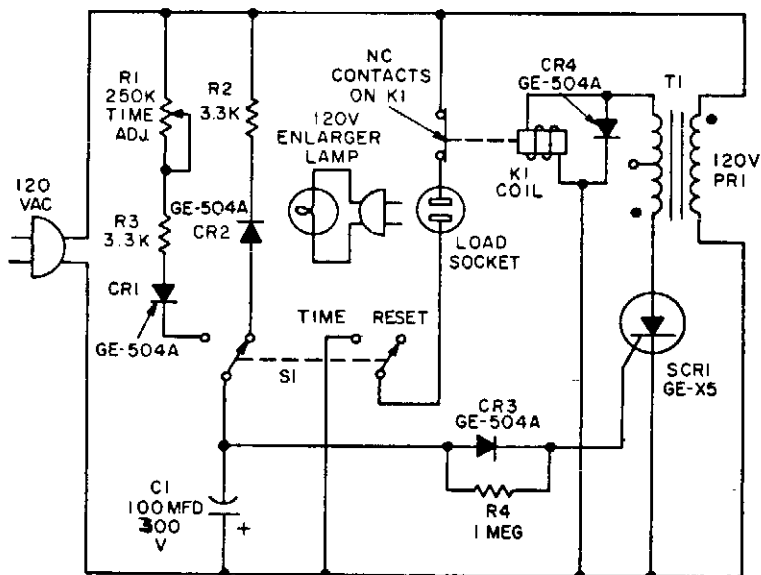 R1
250K
TIME
ADJ.
R2
3.3K
NC
CONTACTS
ON K1
120V
ENLARGER
LAMP
CR4
GE-504A
T1
K1
COIL
120V
PRI
120
VAC
R3
3.3K
GE-504A
CR2
LOAD
SOCKET
CR1
GE-504A
TIME
RESET
S1
SCR1
GE-X5
CR3
GE-504A
R4
1 MEG
C1
100MFD
300
V
+